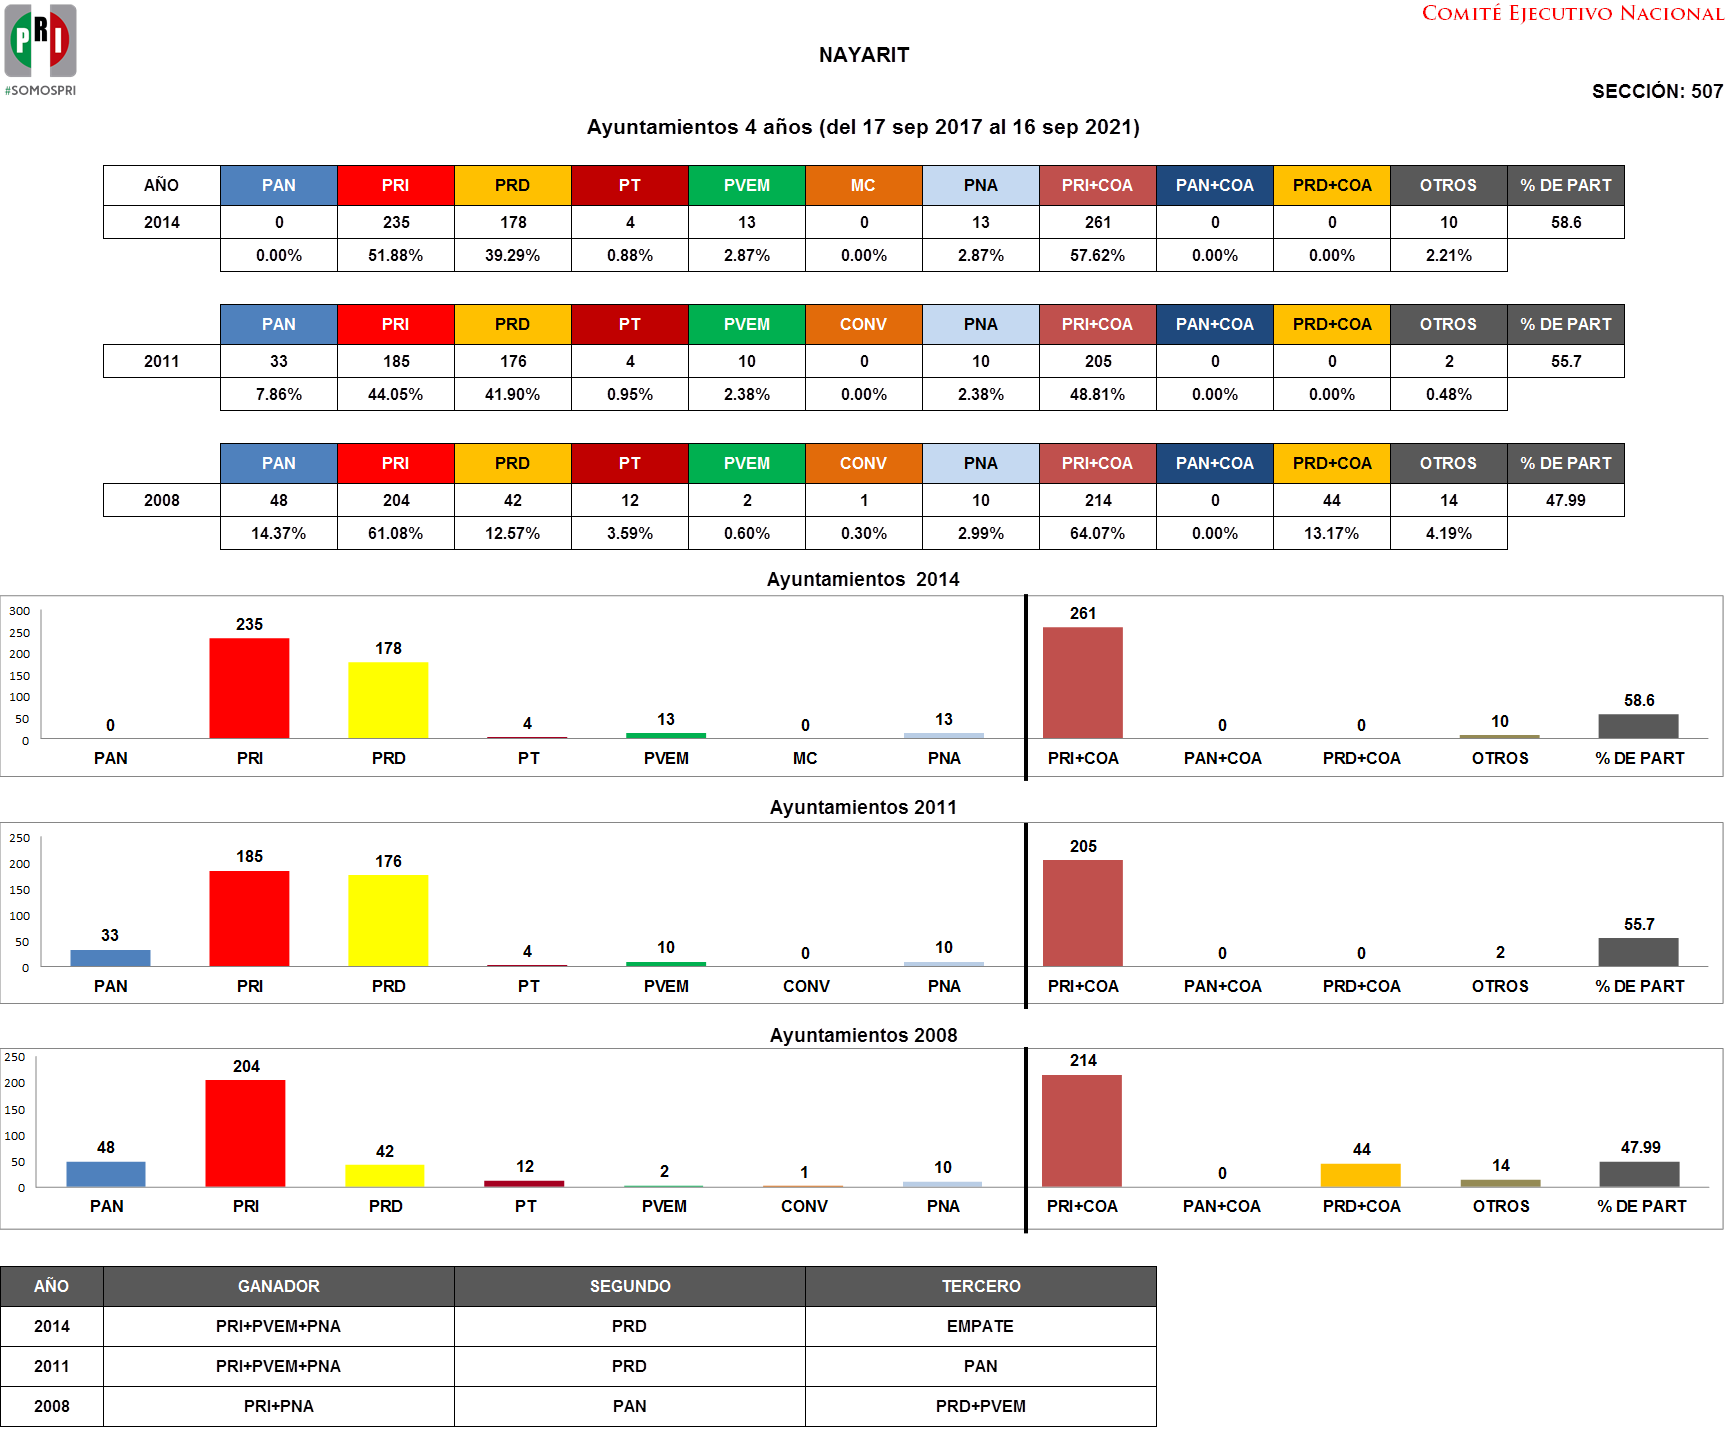 PRI
#SOMOSPRI
COMITÉ EJECUTIVO NACIONAL
NAYARIT
SECCIÓN: 507
Ayuntamientos 4 años (del 17 sep 2017 al 16 sep 2021)
AÑO PAN PRI PRD PT PVEM MC PNA PRI+COA PAN+COA PRD+COA OTROS % DE PART
2014 0 235 178 4 13 0 13 261 0 0 10 58.6
0.00% 51.88% 39.29% 0.88% 2.87% 0.00% 2.87% 57.62% 0.00% 0.00% 2.21%
PAN PRI PRD PT PVEM CONV PNA PRI+COA PAN+COA PRD+COA OTROS % DE PART
2011 33 185 176 4 10 0 10 205 0 0 2 55.7
7.86% 44.05% 41.90% 0.95% 2.38% 0.00% 2.38% 48.81% 0.00% 0.00% 0.48%
PAN PRI PRD PT PVEM CONV PNA PRI+COA PAN+COA PRD+COA OTROS % DE PART
2008 48 204 42 12 2 1 10 214 0 44 14 47.99
14.37% 61.08% 12.57% 3.59% 0.60% 0.30% 2.99% 64.07% 0.00% 13.17% 4.19%
Ayuntamientos 2014
300
250
200
150
100
50
0
0 235 178 4 13 0 13 261 0 0 10 58.6
PAN PRI PRD PT PVEM MC PNA PRI+COA PAN+COA PRD+COA OTROS % DE PART
Ayuntamientos 2011
250
200
150
100
50
0
33 185 176 4 10 0 10 205 0 0 2 55.7
PAN PRI PRD PT PVEM CONV PNA PRI+COA PAN+COA PRD+COA OTROS % DE PART
Ayuntamientos 2008
250
200
150
100
50
0
48 204 42 12 2 1 10 214 0 44 14 47.99
PAN PRI PRD PT PVEM CONV PNA PRI+COA PAN+COA PRD+COA OTROS % DE PART
AÑO GANADOR SEGUNDO TERCERO
2014 PRI+PVEM+PNA PRD EMPATE
2011 PRI+PVEM+PNA PRD PAN
2008 PRI+PNA PAN PRD+PVEM